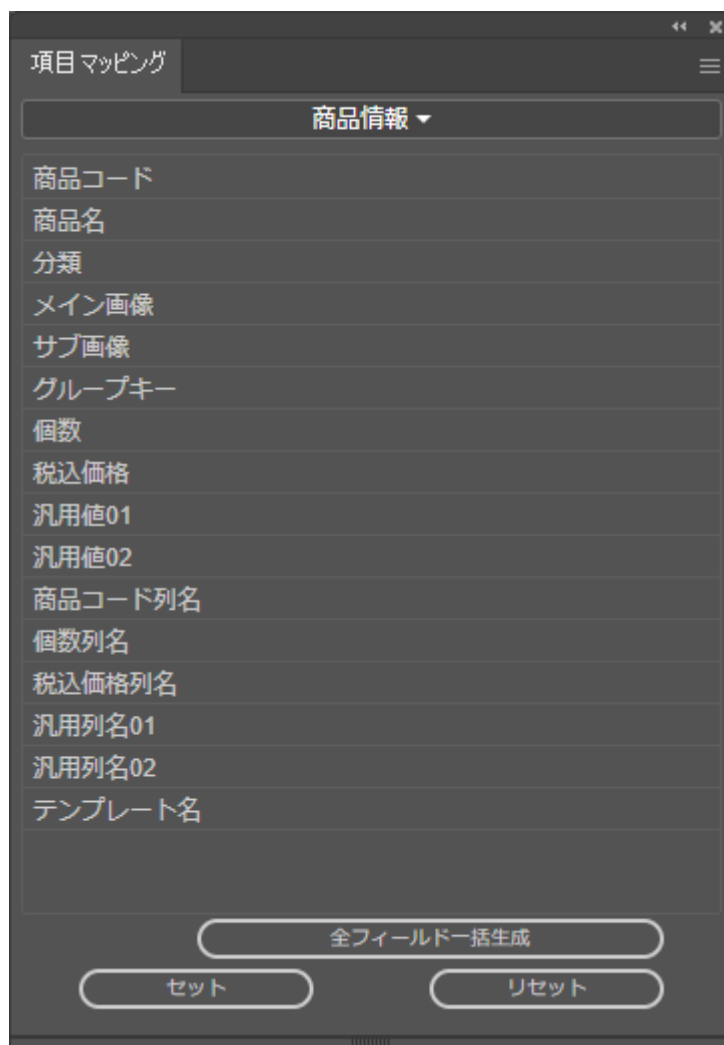 項目 マッピング
商品情報
商品コード
商品名
分類
メイン画像
サブ画像
グループキー
個数
税込価格
汎用値01
汎用値02
商品コード列名
個数列名
税込価格列名
汎用列名01
汎用列名02
テンプレート名
全フィールド一括生成
セット
リセット